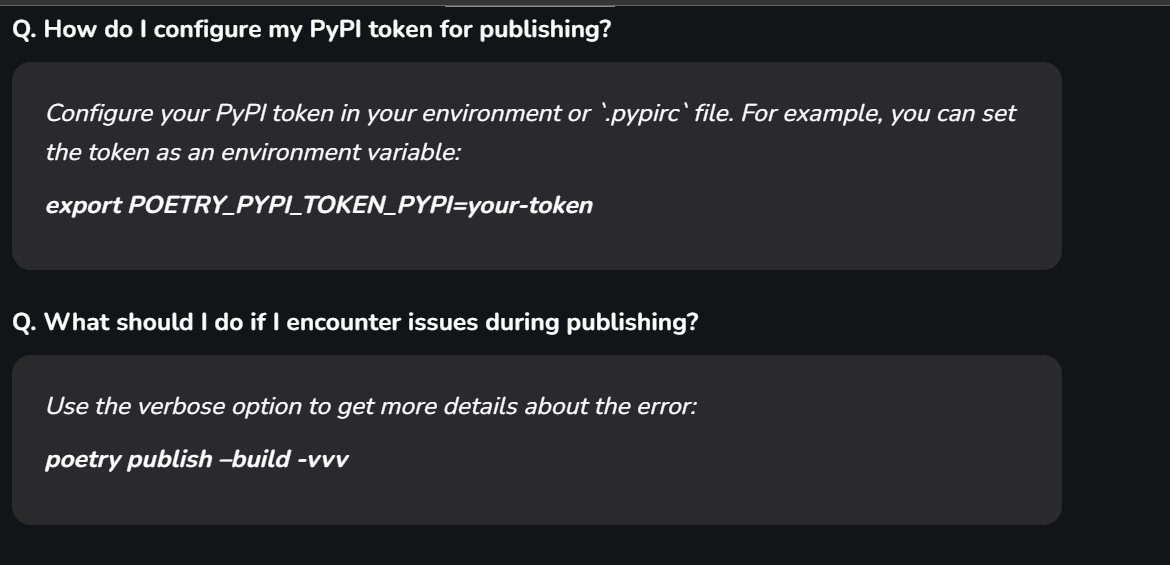 Q. How do I configure my PyPI token for publishing?
Configure your PyPI token in your environment or `.pypirc` file. For example, you can set
the token as an environment variable:
export POETRY_PYPI_TOKEN_PYPI=your-token
Q. What should I do if I encounter issues during publishing?
Use the verbose option to get more details about the error:
poetry publish –build -vvv